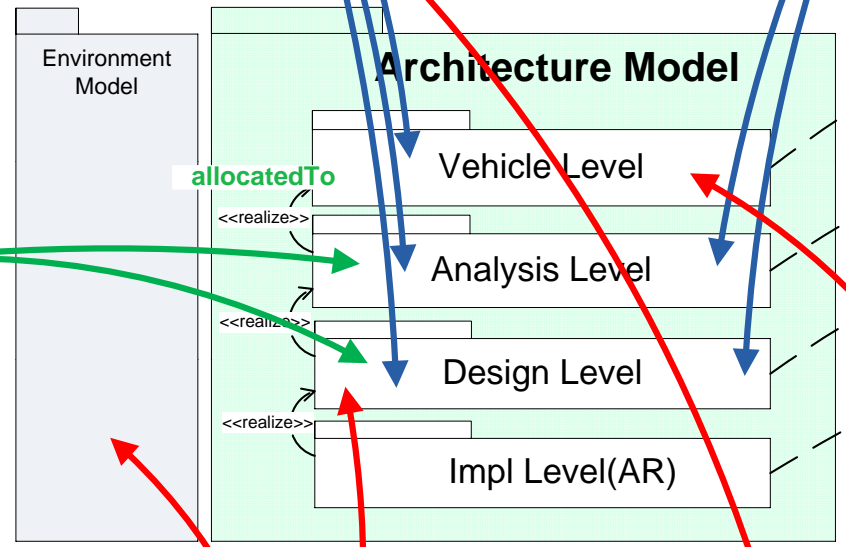 Environment
Model
Architecture Model
Vehicle Level
allocatedTo
<<realize>>
Analysis Level
<<realize>>
Design Level
<<realize>>
Impl Level(AR)